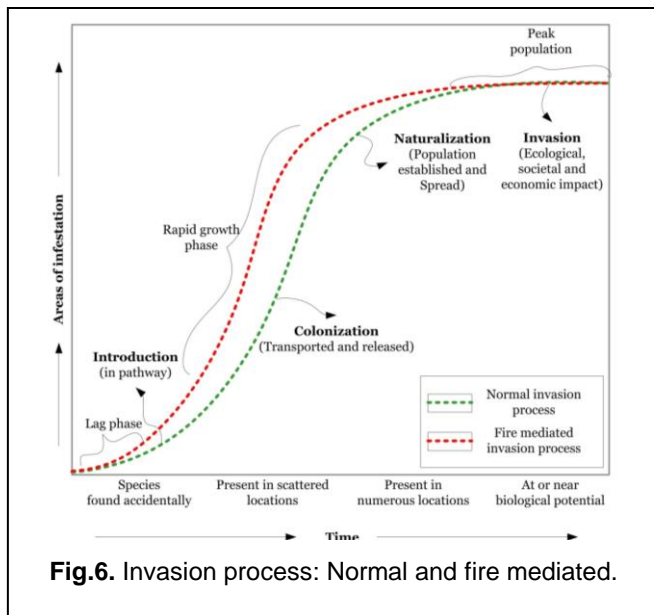 Peak
population
Naturalization
(Population
established and
Spread)
Invasion
(Ecological,
societal and
economic impact)
Rapid growth
phase
Areas of infestation
Colonization
(Transported and released)
Introduction
(in pathway)
Lag phase
Normal invasion
process
Fire mediated
invasion process
Species
found accidentally
Present in scattered
locations
Present in
numerous locations
At or near
biological potential
Time
Fig.6. Invasion process: Normal and fire mediated.